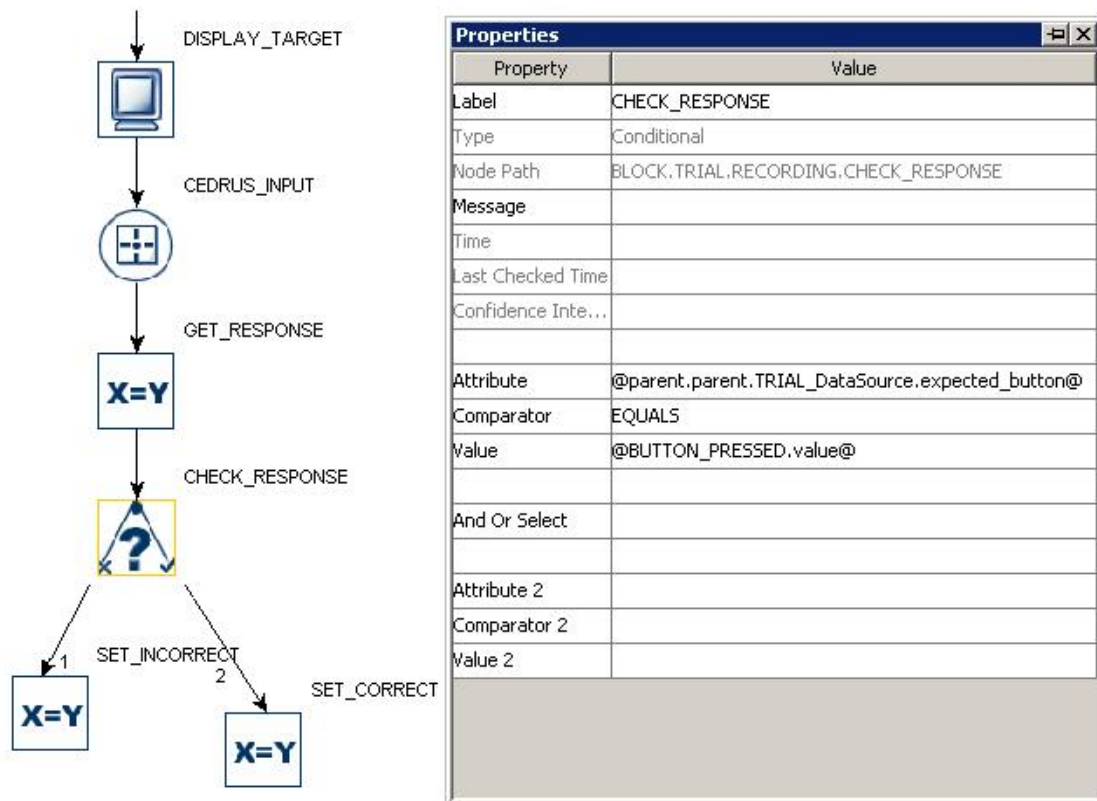 DISPLAY_TARGET
CEDRUS_INPUT
GET_RESPONSE
X=Y
CHECK_RESPONSE
?
1
SET_INCORRECT
2
X=Y
SET_CORRECT
X=Y
Properties
Property Value
Label CHECK_RESPONSE
Type Conditional
Node Path BLOCK.TRIAL.RECORDING.CHECK_RESPONSE
Message
Time
Last Checked Time
Confidence Inte...
Attribute @parent.parent.TRIAL_DataSource.expected_button@
Comparator EQUALS
Value @BUTTON_PRESSED.value@
And Or Select
Attribute 2
Comparator 2
Value 2